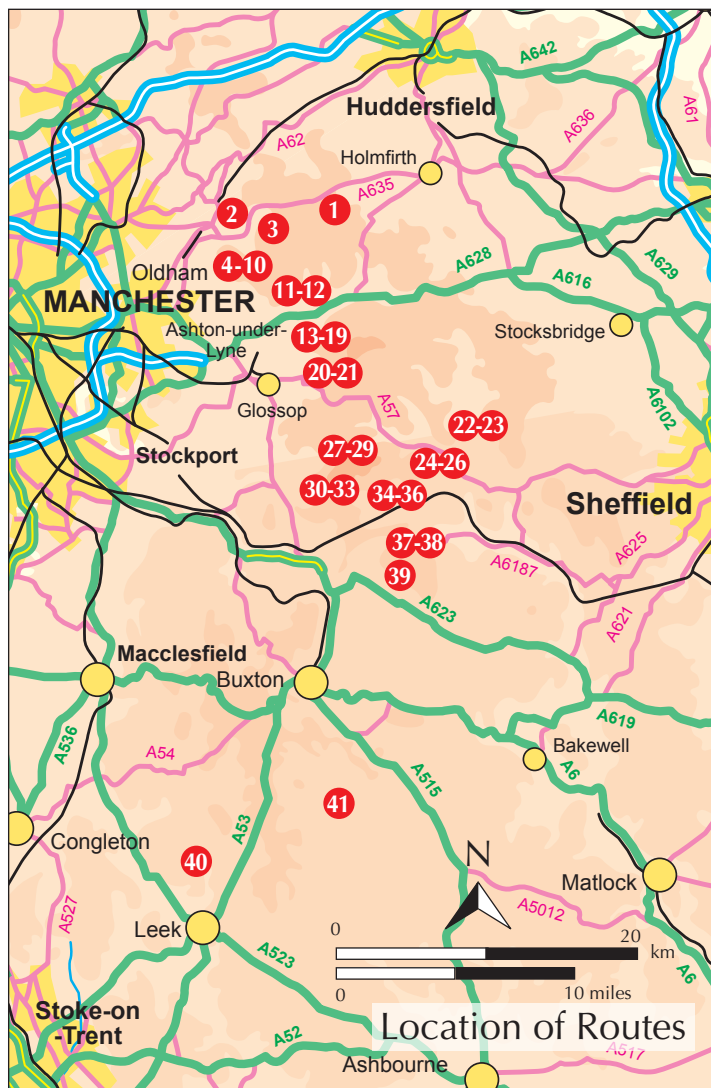 A642
Huddersfield
A636
A61
A62
Holmfirth
A635
1
2
3
A628
A629
Oldham
4-10
A616
11-12
MANCHESTER
Ashton-under-
Lyne
13-19
Stocksbridge
20-21
Glossop
A57
A6102
22-23
Stockport
27-29
24-26
30-33
34-36
Sheffield
37-38
A625
A6187
39
A623
A621
Macclesfield
Buxton
A619
A536
A54
Bakewell
A6
A515
41
A53
Congleton
40
N
Matlock
A527
A5012
Leek
0
20
km
A523
0
10 miles
A6
Stoke-on
-Trent
Location of Routes
A52
A517
Ashbourne